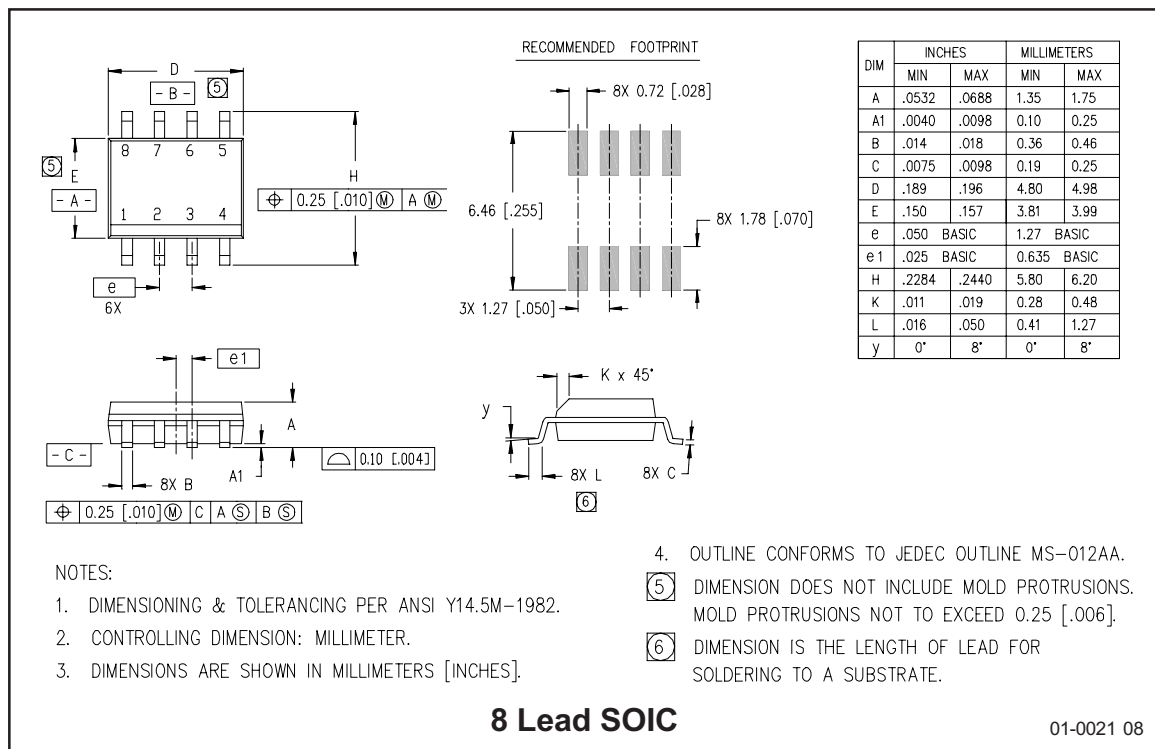 RECOMMENDED FOOTPRINT
D
- B -
5
8 7 6 5
5
E
- A -
H
⌖ 0.25 [.010] Ⓜ A Ⓜ
1 2 3 4
e
6X
8X 0.72 [.028]
6.46 [.255]
8X 1.78 [.070]
3X 1.27 [.050]
DIM INCHES MILLIMETERS
MIN MAX MIN MAX
A .0532 .0688 1.35 1.75
A1 .0040 .0098 0.10 0.25
B .014 .018 0.36 0.46
C .0075 .0098 0.19 0.25
D .189 .196 4.80 4.98
E .150 .157 3.81 3.99
e .050 BASIC 1.27 BASIC
e1 .025 BASIC 0.635 BASIC
H .2284 .2440 5.80 6.20
K .011 .019 0.28 0.48
L .016 .050 0.41 1.27
y 0° 8° 0° 8°
e1
A
- C -
A1
8X B
⌓ 0.10 [.004]
⌖ 0.25 [.010] Ⓜ C A Ⓢ B Ⓢ
K x 45°
y
8X L
6
8X C
NOTES:
1. DIMENSIONING & TOLERANCING PER ANSI Y14.5M-1982.
2. CONTROLLING DIMENSION: MILLIMETER.
3. DIMENSIONS ARE SHOWN IN MILLIMETERS [INCHES].
4. OUTLINE CONFORMS TO JEDEC OUTLINE MS-012AA.
5 DIMENSION DOES NOT INCLUDE MOLD PROTRUSIONS.
MOLD PROTRUSIONS NOT TO EXCEED 0.25 [.006].
6 DIMENSION IS THE LENGTH OF LEAD FOR
SOLDERING TO A SUBSTRATE.
8 Lead SOIC
01-0021 08